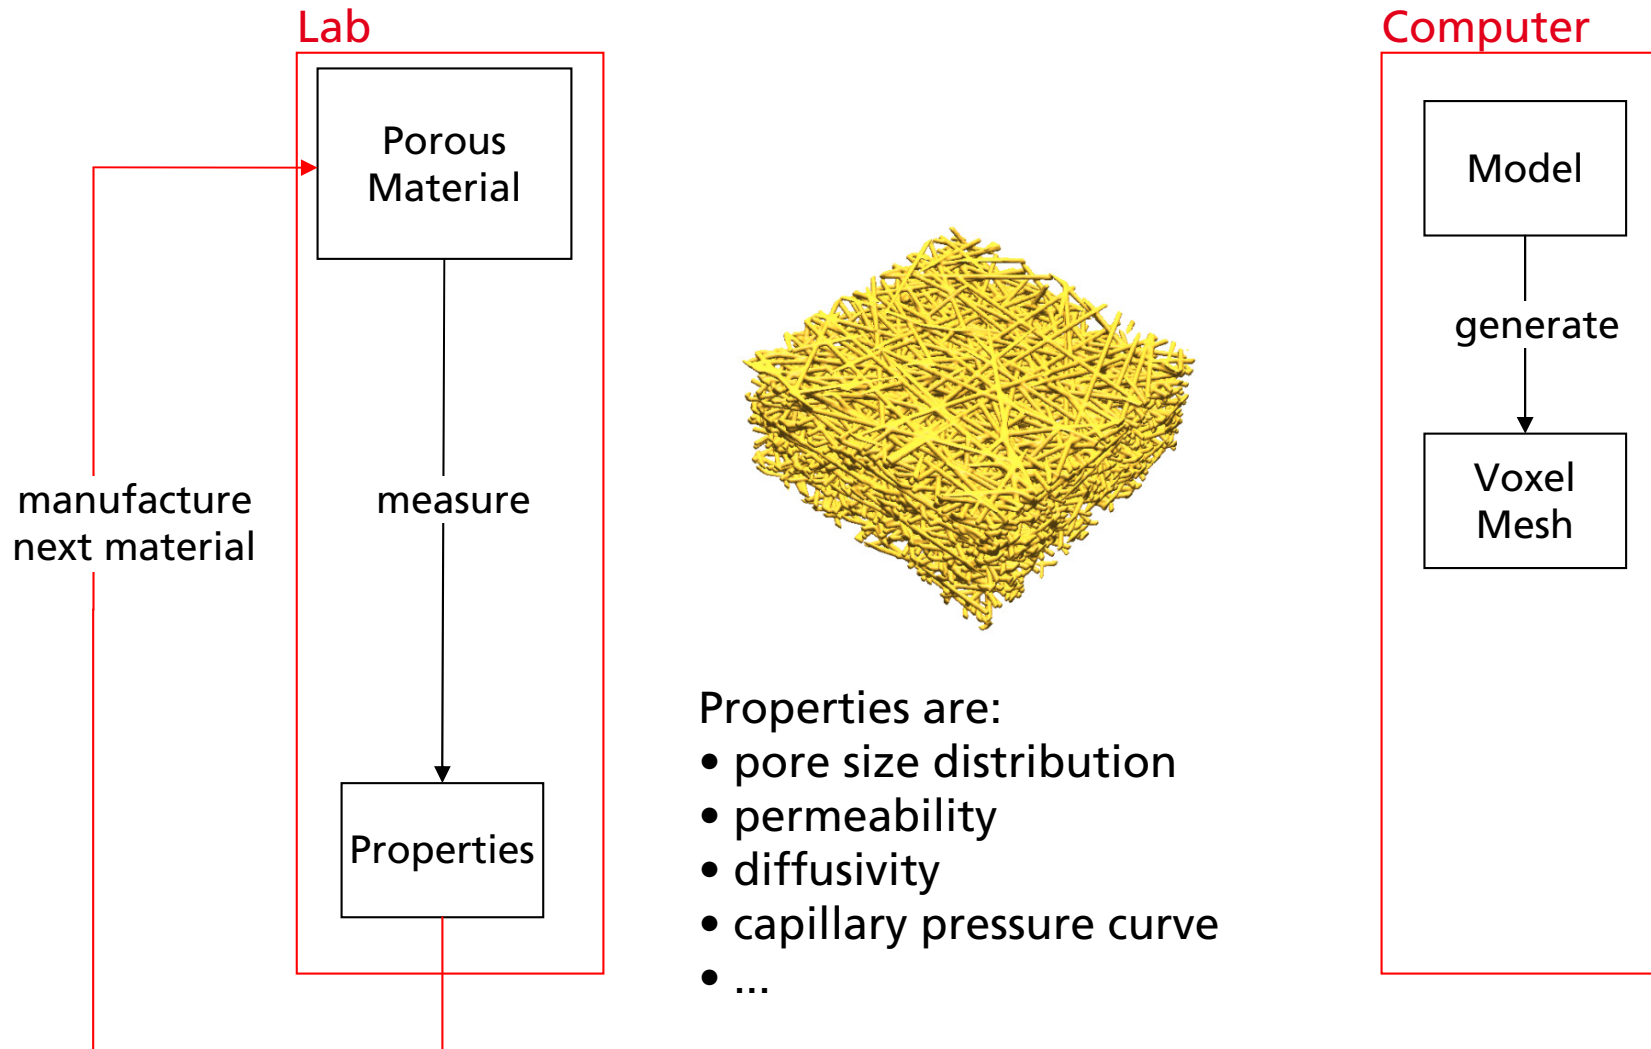 Lab
Porous
Material
manufacture
next material
measure
Properties
Properties are:
• pore size distribution
• permeability
• diffusivity
• capillary pressure curve
• ...
Computer
Model
generate
Voxel
Mesh